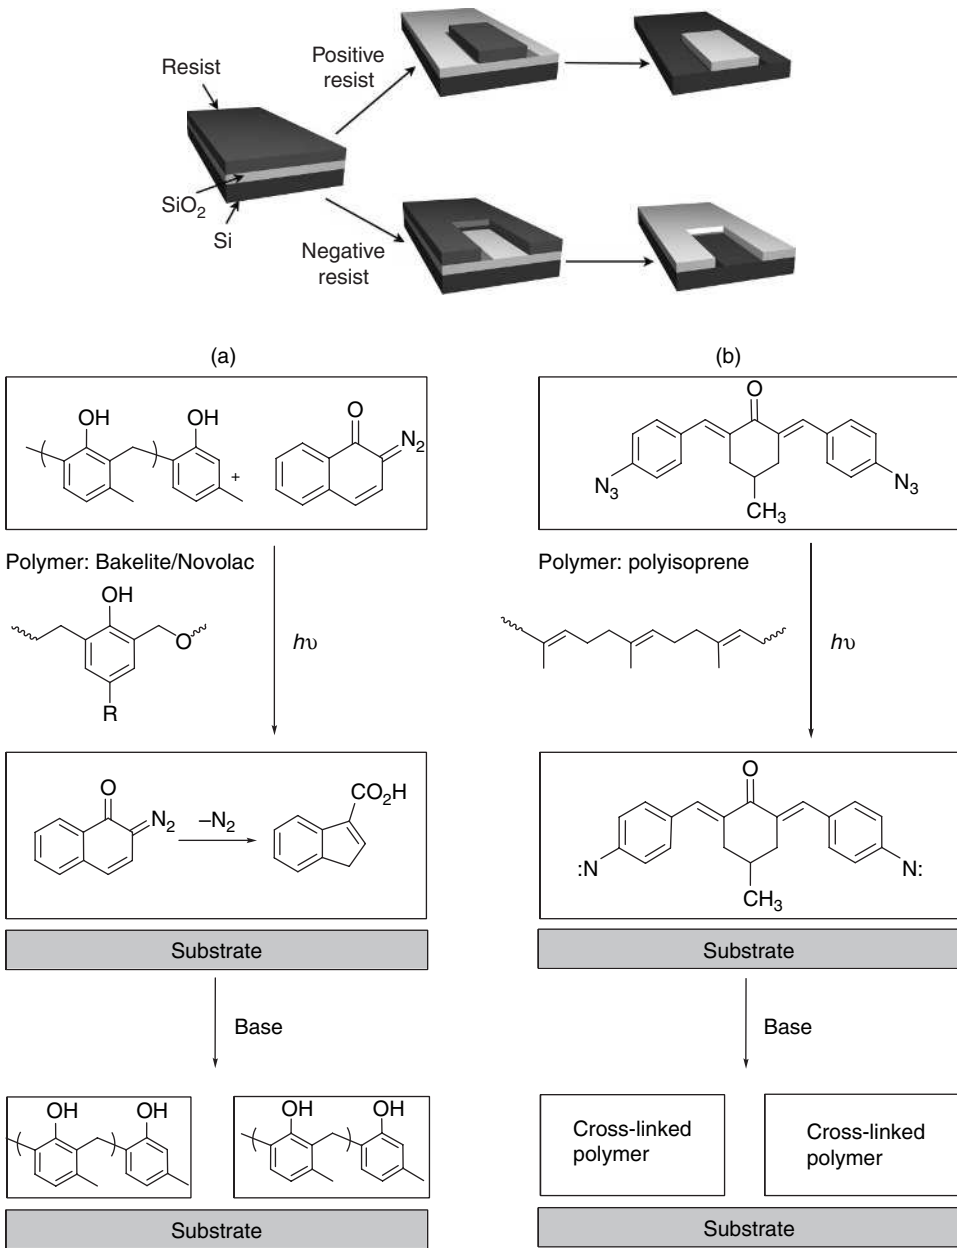 Positive
resist
Resist
SiO2
Si
Negative
resist
(a)
(b)
OH
OH
O
N2
+
O
N3
N3
CH3
Polymer: Bakelite/Novolac
Polymer: polyisoprene
OH
O
R
hυ
hυ
O
N2
–N2
CO2H
O
:N
N:
CH3
Substrate
Substrate
Base
Base
OH
OH
OH
OH
Cross-linked
polymer
Cross-linked
polymer
Substrate
Substrate